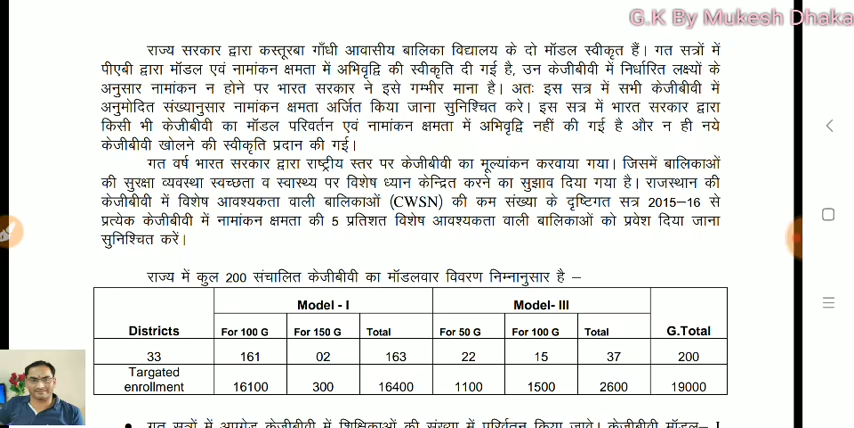 G.K By Mukesh Dhaka
राज्य सरकार द्वारा कस्तूरबा गाँधी आवासीय बालिका विद्यालय के दो मॉडल स्वीकृत हैं। गत सत्रों में
पीएबी द्वारा मॉडल एवं नामांकन क्षमता में अभिवृद्वि की स्वीकृति दी गई है, उन केजीबीवी में निर्धारित लक्ष्यों के
अनुसार नामांकन न होने पर भारत सरकार ने इसे गम्भीर माना है। अतः इस सत्र में सभी केजीबीवी में
अनुमोदित संख्यानुसार नामांकन क्षमता अर्जित किया जाना सुनिश्चित करे। इस सत्र में भारत सरकार द्वारा
किसी भी केजीबीवी का मॉडल परिवर्तन एवं नामांकन क्षमता में अभिवृद्वि नहीं की गई है और न ही नये
केजीबीवी खोलने की स्वीकृति प्रदान की गई।
गत वर्ष भारत सरकार द्वारा राष्ट्रीय स्तर पर केजीबीवी का मूल्यांकन करवाया गया। जिसमें बालिकाओं
की सुरक्षा व्यवस्था स्वच्छता व स्वास्थ्य पर विशेष ध्यान केन्द्रित करने का सुझाव दिया गया है। राजस्थान की
केजीबीवी में विशेष आवश्यकता वाली बालिकाओं (CWSN) की कम संख्या के दृष्टिगत सत्र 2015–16 से
प्रत्येक केजीबीवी में नामांकन क्षमता की 5 प्रतिशत विशेष आवश्यकता वाली बालिकाओं को प्रवेश दिया जाना
सुनिश्चित करें।
राज्य में कुल 200 संचालित केजीबीवी का मॉडलवार विवरण निम्नानुसार है –
Districts Model - I Model- III G.Total
For 100 G For 150 G Total For 50 G For 100 G Total
33 161 02 163 22 15 37 200
Targated
enrollment 16100 300 16400 1100 1500 2600 19000
• गत सत्रों में अपग्रेड केजीबीवी में शिक्षिकाओं की संख्या में परिर्वतन किया जावे। केजीबीवी मॉडल– I